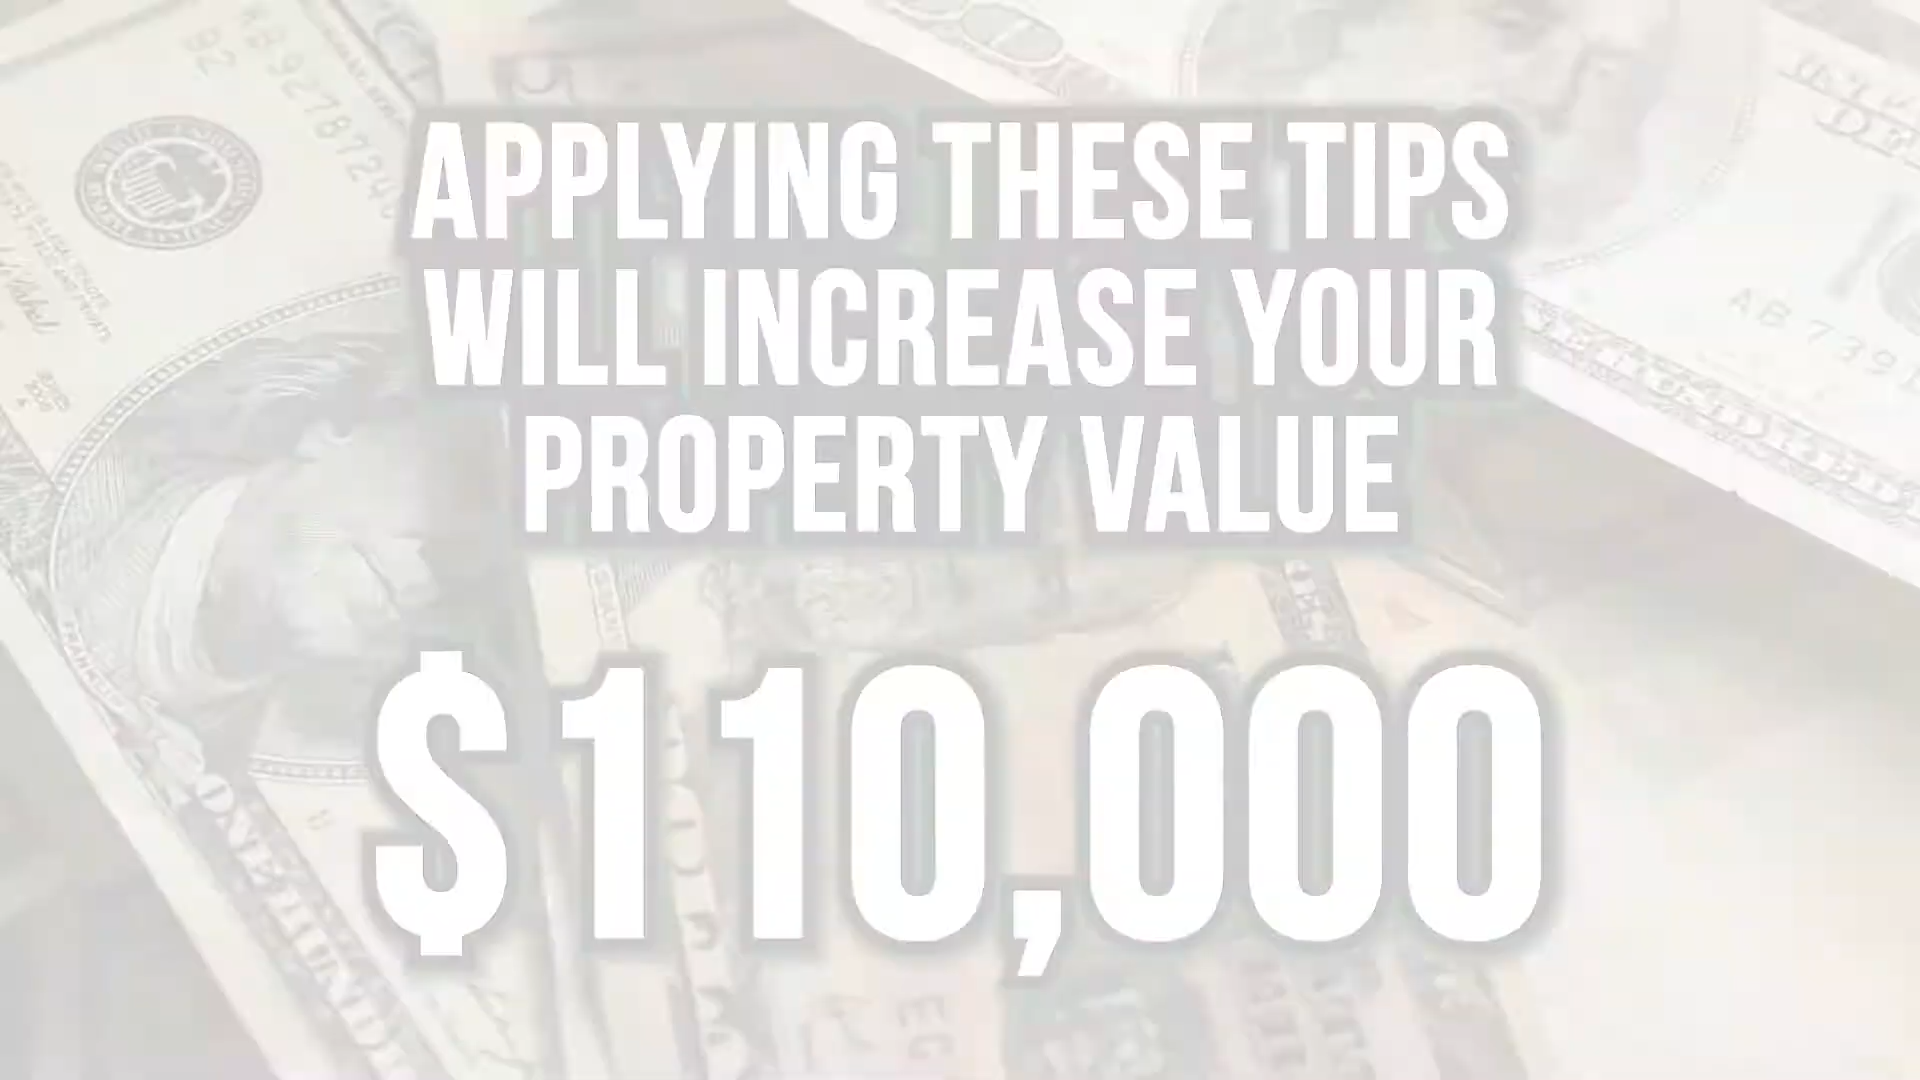 APPLYING THESE TIPS
WILL INCREASE YOUR
PROPERTY VALUE
$110,000